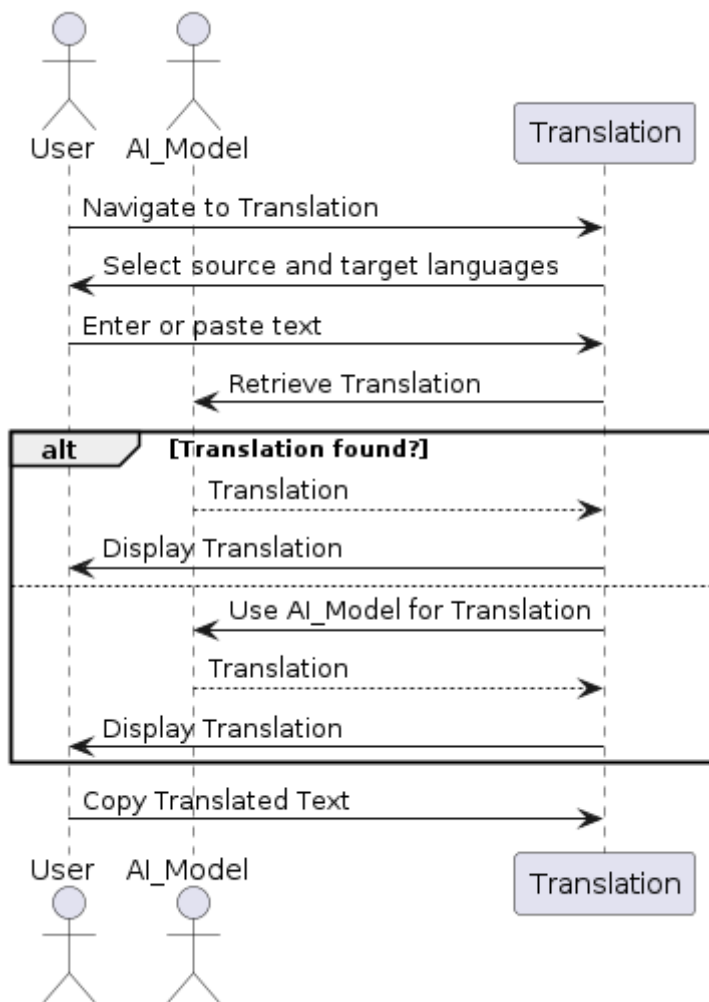 User AI_Model
Translation
Navigate to Translation
Select source and target languages
Enter or paste text
Retrieve Translation
alt [Translation found?]
Translation
Display Translation
Use AI_Model for Translation
Translation
Display Translation
Copy Translated Text
User AI_Model
Translation